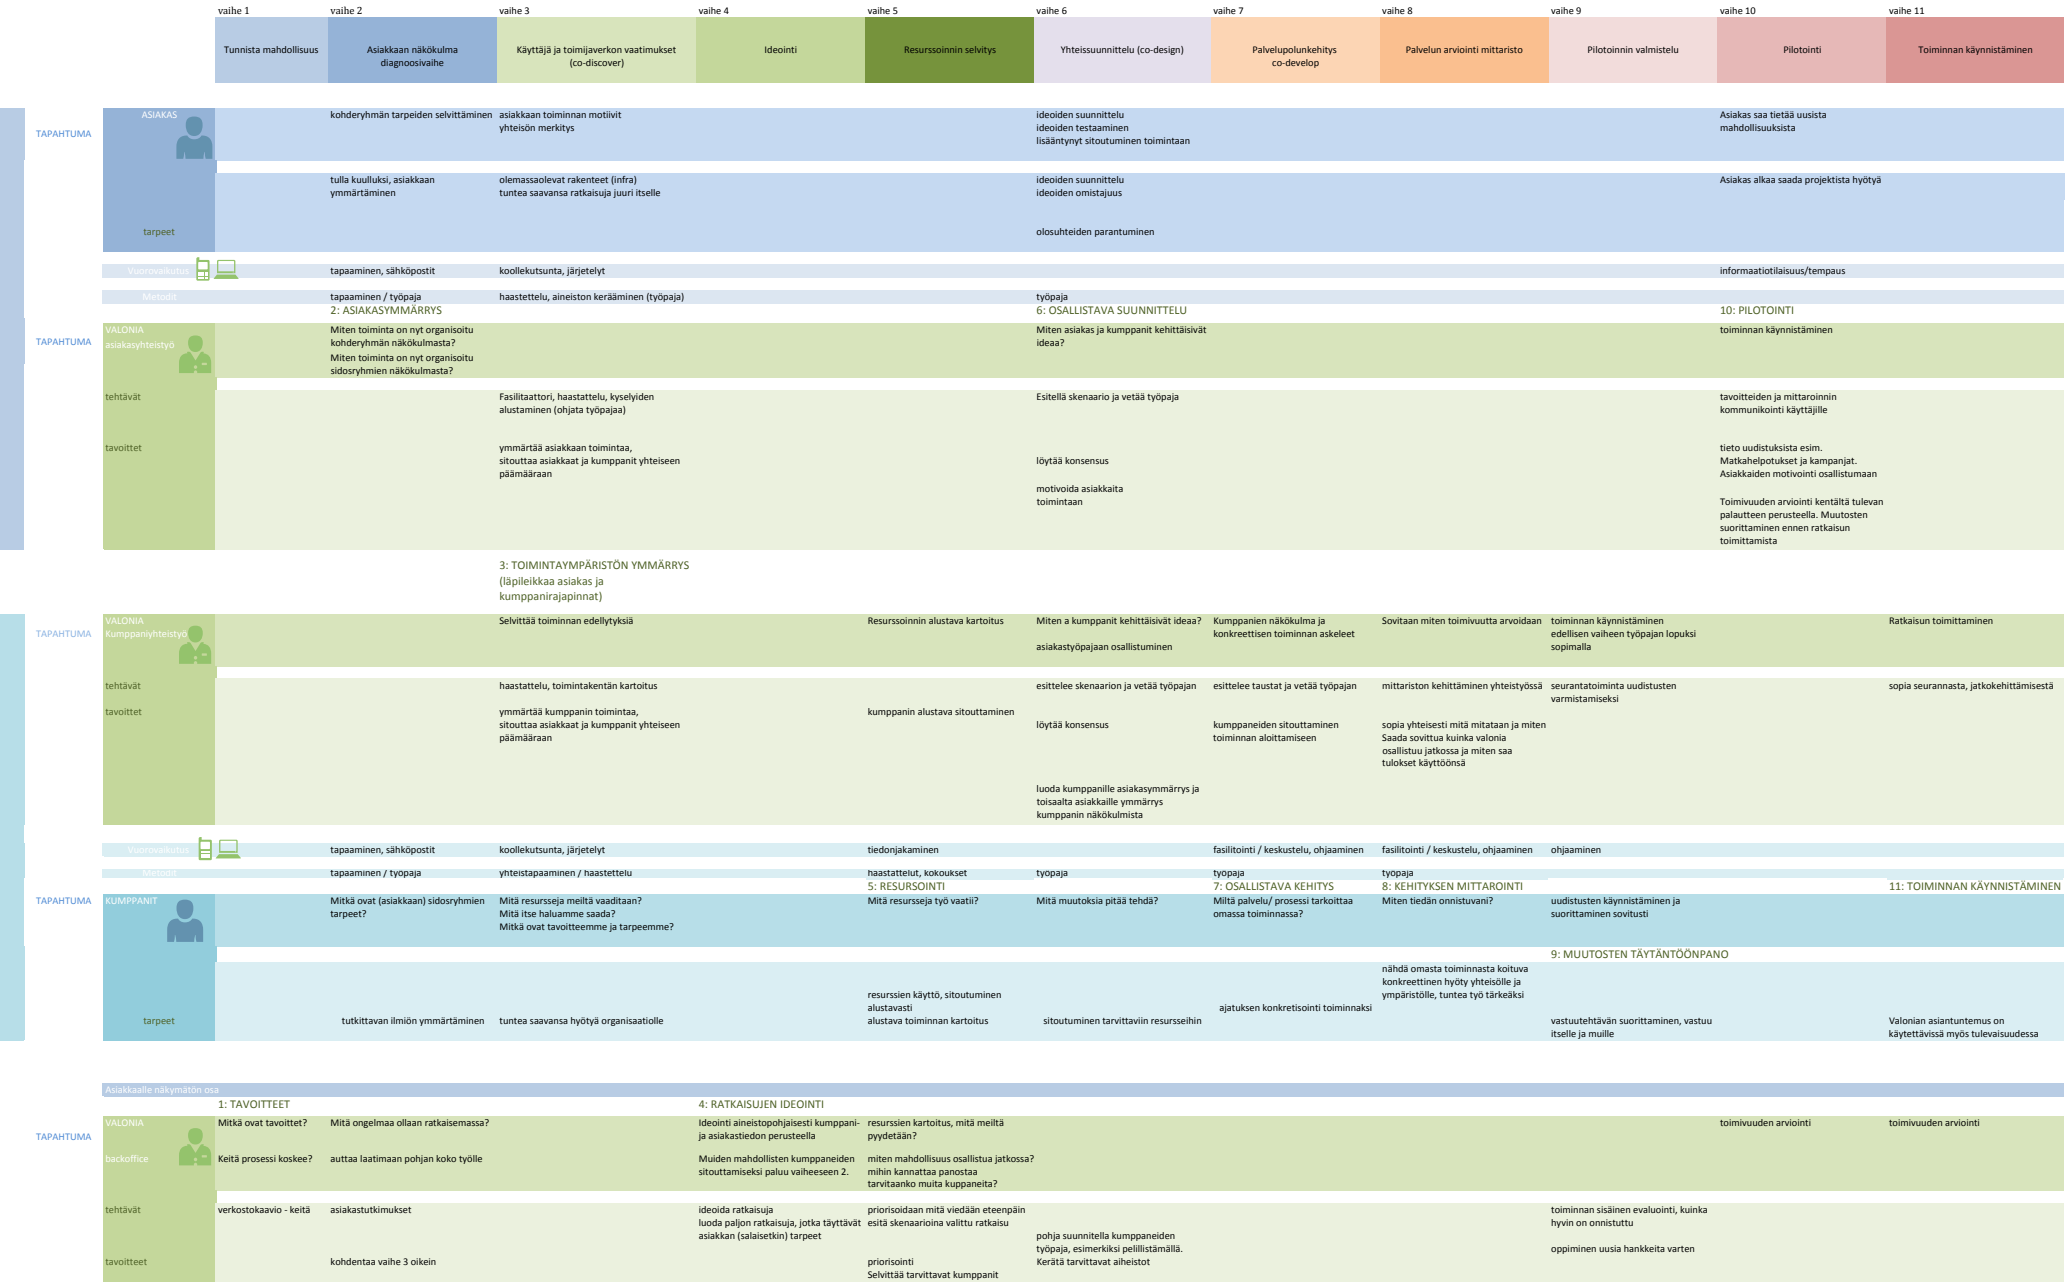 vaihe 1
vaihe 2
vaihe 3
vaihe 4
vaihe 5
vaihe 6
vaihe 7
vaihe 8
vaihe 9
vaihe 10
vaihe 11
Tunnista mahdollisuus
Asiakkaan näkökulma
diagnoosivaihe
Käyttäjä ja toimijaverkon vaatimukset
(co-discover)
Ideointi
Resurssoinnin selvitys
Yhteissuunnittelu (co-design)
Palvelupolunkehitys
co-develop
Palvelun arviointi mittaristo
Pilotoinnin valmistelu
Pilotointi
Toiminnan käynnistäminen
TAPAHTUMA
ASIAKAS
kohderyhmän tarpeiden selvittäminen
asiakkaan toiminnan motiivit
yhteisön merkitys
ideoiden suunnittelu
ideoiden testaaminen
lisääntynyt sitoutuminen toimintaan
Asiakas saa tietää uusista
mahdollisuuksista
tarpeet
tulla kuulluksi, asiakkaan
ymmärtäminen
olemassaolevat rakenteet (infra)
tuntea saavansa ratkaisuja juuri itselle
ideoiden suunnittelu
ideoiden omistajuus
olosuhteiden parantuminen
Asiakas alkaa saada projektista hyötyä
Vuorovaikutus
tapaaminen, sähköpostit
koollekutsunta, järjetelyt
informaatiotilaisuus/tempaus
Metodit
tapaaminen / työpaja
haastettelu, aineiston kerääminen (työpaja)
työpaja
2: ASIAKASYMMÄRRYS
6: OSALLISTAVA SUUNNITTELU
10: PILOTOINTI
TAPAHTUMA
VALONIA
asiakasyhteistyö
Miten toiminta on nyt organisoitu
kohderyhmän näkökulmasta?
Miten toiminta on nyt organisoitu
sidosryhmien näkökulmasta?
Miten asiakas ja kumppanit kehittäisivät
ideaa?
toiminnan käynnistäminen
tehtävät
Fasilitaattori, haastattelu, kyselyiden
alustaminen (ohjata työpajaa)
Esitellä skenaario ja vetää työpaja
tavoitteiden ja mittaroinnin
kommunikointi käyttäjille
tavoittet
ymmärtää asiakkaan toimintaa,
sitouttaa asiakkaat ja kumppanit yhteiseen
päämääraan
löytää konsensus
motivoida asiakkaita
toimintaan
tieto uudistuksista esim.
Matkahelpotukset ja kampanjat.
Asiakkaiden motivointi osallistumaan
Toimivuuden arviointi kentältä tulevan
palautteen perusteella. Muutosten
suorittaminen ennen ratkaisun
toimittamista
3: TOIMINTAYMPÄRISTÖN YMMÄRRYS
(läpileikkaa asiakas ja
kumppanirajapinnat)
TAPAHTUMA
VALONIA
Kumppaniyhteistyö
Selvittää toiminnan edellytyksiä
Resurssoinnin alustava kartoitus
Miten a kumppanit kehittäisivät ideaa?
asiakastyöpajaan osallistuminen
Kumppanien näkökulma ja
konkreettisen toiminnan askeleet
Sovitaan miten toimivuutta arvoidaan
toiminnan käynnistäminen
edellisen vaiheen työpajan lopuksi
sopimalla
Ratkaisun toimittaminen
tehtävät
haastattelu, toimintakentän kartoitus
esittelee skenaarion ja vetää työpajan
esittelee taustat ja vetää työpajan
mittariston kehittäminen yhteistyössä
seurantatoiminta uudistusten
varmistamiseksi
sopia seurannasta, jatkokehittämisestä
tavoittet
ymmärtää kumppanin toimintaa,
sitouttaa asiakkaat ja kumppanit yhteiseen
päämääraan
kumppanin alustava sitouttaminen
löytää konsensus
luoda kumppanille asiakasymmärrys ja
toisaalta asiakkaille ymmärrys
kumppanin näkökulmista
kumppaneiden sitouttaminen
toiminnan aloittamiseen
sopia yhteisesti mitä mitataan ja miten
Saada sovittua kuinka valonia
osallistuu jatkossa ja miten saa
tulokset käyttöönsä
Vuorovaikutus
tapaaminen, sähköpostit
koollekutsunta, järjetelyt
tiedonjakaminen
fasilitointi / keskustelu, ohjaaminen
fasilitointi / keskustelu, ohjaaminen
ohjaaminen
Metodit
tapaaminen / työpaja
yhteistapaaminen / haastettelu
haastattelut, kokoukset
työpaja
työpaja
työpaja
5: RESURSOINTI
7: OSALLISTAVA KEHITYS
8: KEHITYKSEN MITTAROINTI
11: TOIMINNAN KÄYNNISTÄMINEN
TAPAHTUMA
KUMPPANIT
Mitkä ovat (asiakkaan) sidosryhmien
tarpeet?
Mitä resursseja meiltä vaaditaan?
Mitä itse haluamme saada?
Mitkä ovat tavoitteemme ja tarpeemme?
Mitä resursseja työ vaatii?
Mitä muutoksia pitää tehdä?
Miltä palvelu/ prosessi tarkoittaa
omassa toiminnassa?
Miten tiedän onnistuvani?
uudistusten käynnistäminen ja
suorittaminen sovitusti
9: MUUTOSTEN TÄYTÄNTÖÖNPANO
tarpeet
tutkittavan ilmiön ymmärtäminen
tuntea saavansa hyötyä organisaatiolle
resurssien käyttö, sitoutuminen
alustavasti
alustava toiminnan kartoitus
sitoutuminen tarvittaviin resursseihin
ajatuksen konkretisointi toiminnaksi
nähdä omasta toiminnasta koituva
konkreettinen hyöty yhteisölle ja
ympäristölle, tuntea työ tärkeäksi
vastuutehtävän suorittaminen, vastuu
itselle ja muille
Valonian asiantuntemus on
käytettävissä myös tulevaisuudessa
Asiakkaalle näkymätön osa
1: TAVOITTEET
4: RATKAISUJEN IDEOINTI
TAPAHTUMA
VALONIA
backoffice
Mitkä ovat tavoittet?
Keitä prosessi koskee?
Mitä ongelmaa ollaan ratkaisemassa?
auttaa laatimaan pohjan koko työlle
Ideointi aineistopohjaisesti kumppani-
ja asiakastiedon perusteella
Muiden mahdollisten kumppaneiden
sitouttamiseksi paluu vaiheeseen 2.
resurssien kartoitus, mitä meiltä
pyydetään?
miten mahdollisuus osallistua jatkossa?
mihin kannattaa panostaa
tarvitaanko muita kuppaneita?
toimivuuden arviointi
toimivuuden arviointi
tehtävät
verkostokaavio - keitä
asiakastutkimukset
ideoida ratkaisuja
luoda paljon ratkaisuja, jotka täyttävät
asiakkan (salaisetkin) tarpeet
priorisoidaan mitä viedään eteenpäin
esitä skenaarioina valittu ratkaisu
pohja suunnitella kumppaneiden
työpaja, esimerkiksi pelillistämällä.
Kerätä tarvittavat aiheistot
toiminnan sisäinen evaluointi, kuinka
hyvin on onnistuttu
oppiminen uusia hankkeita varten
tavoitteet
kohdentaa vaihe 3 oikein
priorisointi
Selvittää tarvittavat kumppanit